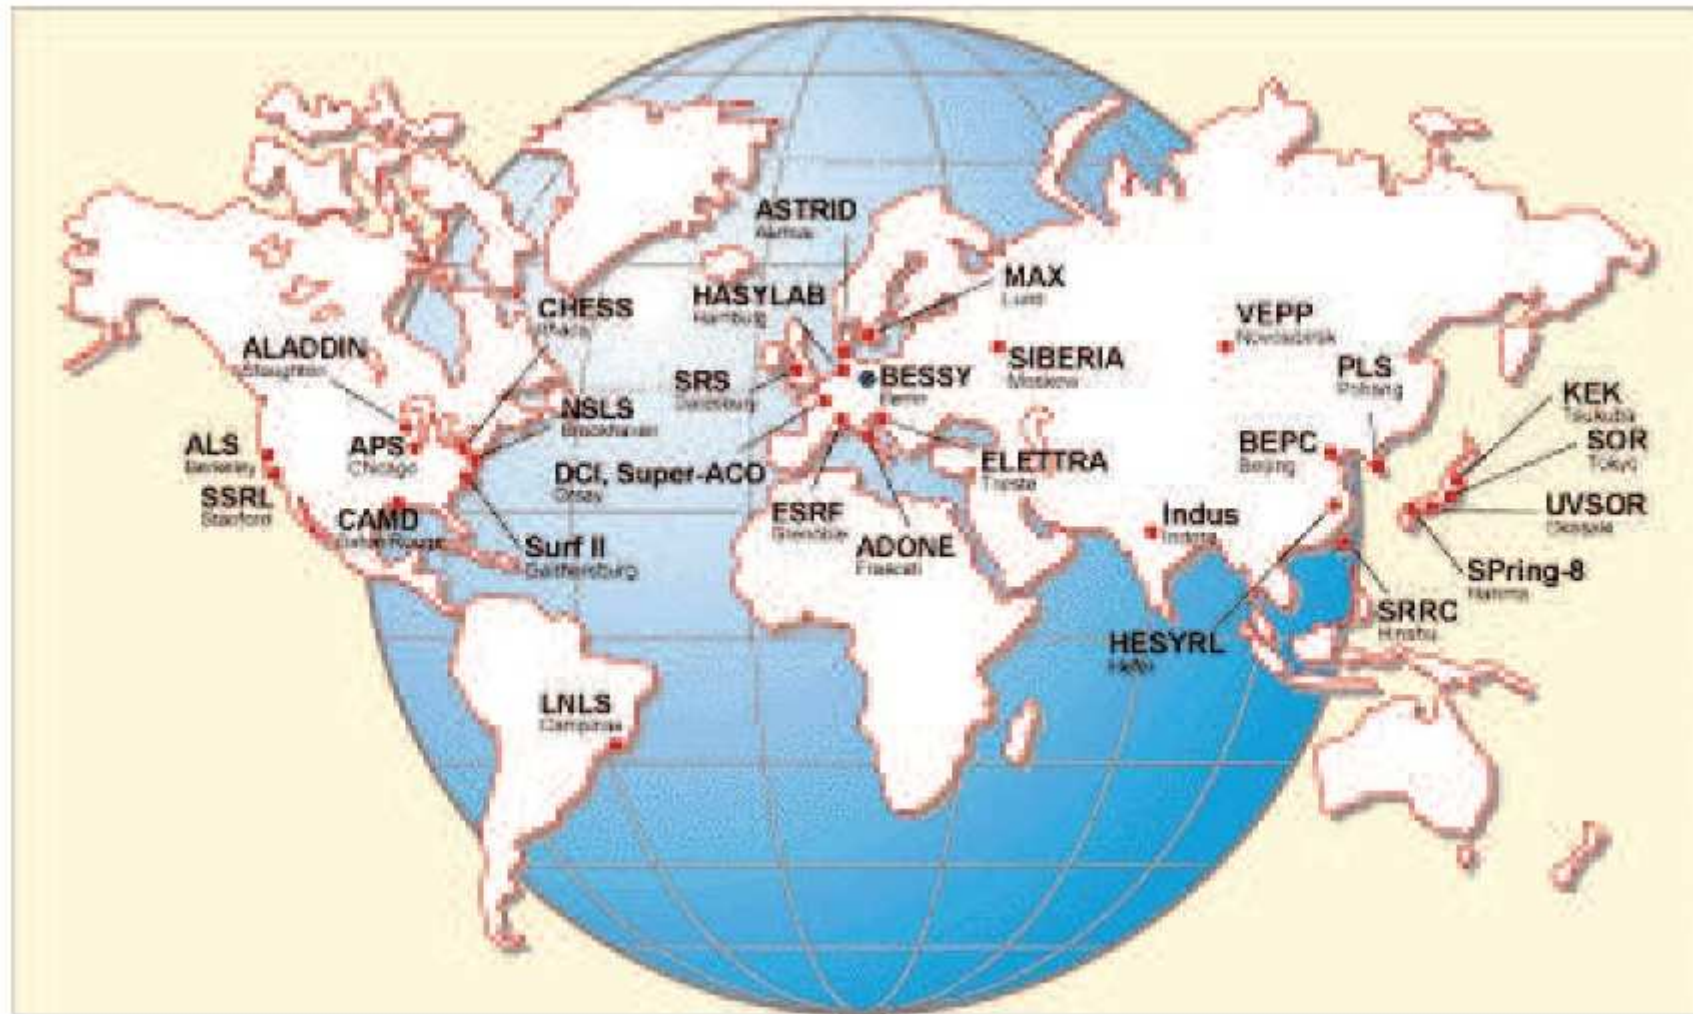 ASTRID
Aarhus
MAX
Lund
HASYLAB
Hamburg
CHESS
Ithaca
VEPP
Novosibirsk
ALADDIN
Stoughton
SIBERIA
Moskow
PLS
Pohang
SRS
Daresbury
BESSY
Berlin
KEK
Tsukuba
NSLS
Brookhaven
ALS
Berkeley
APS
Chicago
BEPC
Beijing
SOR
Tokyo
DCI, Super-ACO
Orsay
ELETTRA
Trieste
SSRL
Stanford
CAMD
Baton Rouge
ESRF
Grenoble
Indus
Indore
UVSOR
Okasaki
Surf II
Gaithersburg
ADONE
Frascati
SPring-8
SRRC
HESYRL
Hefei
LNLS
Campinas